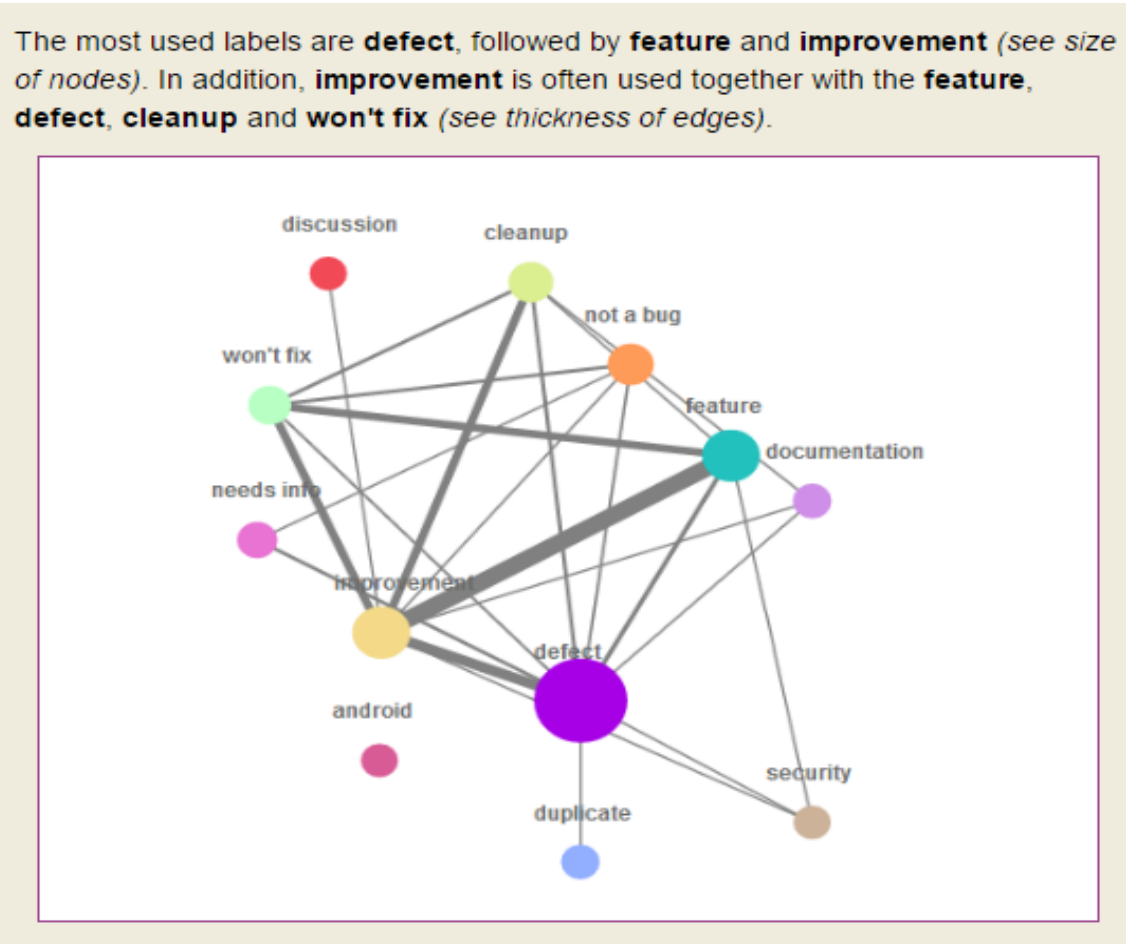 The most used labels are defect, followed by feature and improvement (see size
of nodes). In addition, improvement is often used together with the feature,
defect, cleanup and won't fix (see thickness of edges).
discussion
cleanup
not a bug
won't fix
feature
documentation
needs info
improvement
defect
android
security
duplicate